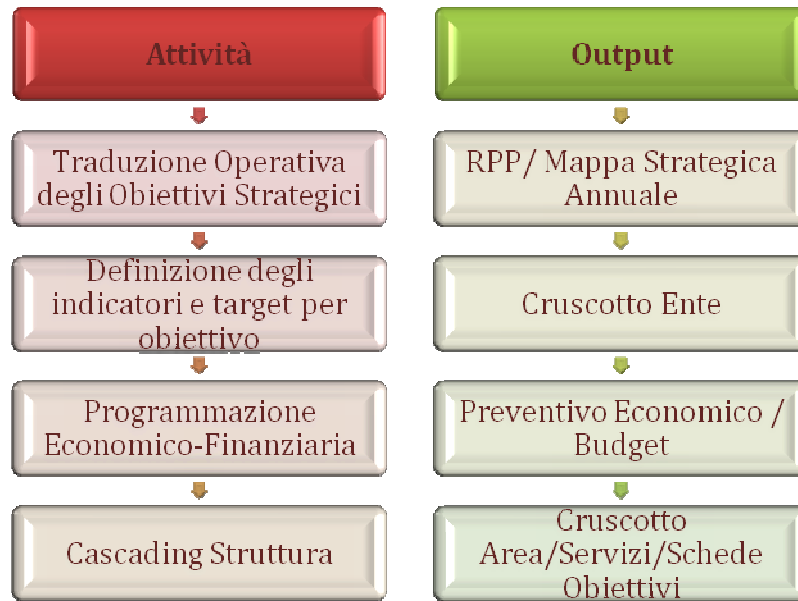 Attività
Traduzione Operativa
degli Obiettivi Strategici
Definizione degli
indicatori e target per
obiettivo
Programmazione
Economico-Finanziaria
Cascading Struttura
Output
RPP/ Mappa Strategica
Annuale
Cruscotto Ente
Preventivo Economico /
Budget
Cruscotto
Area/Servizi/Schede
Obiettivi